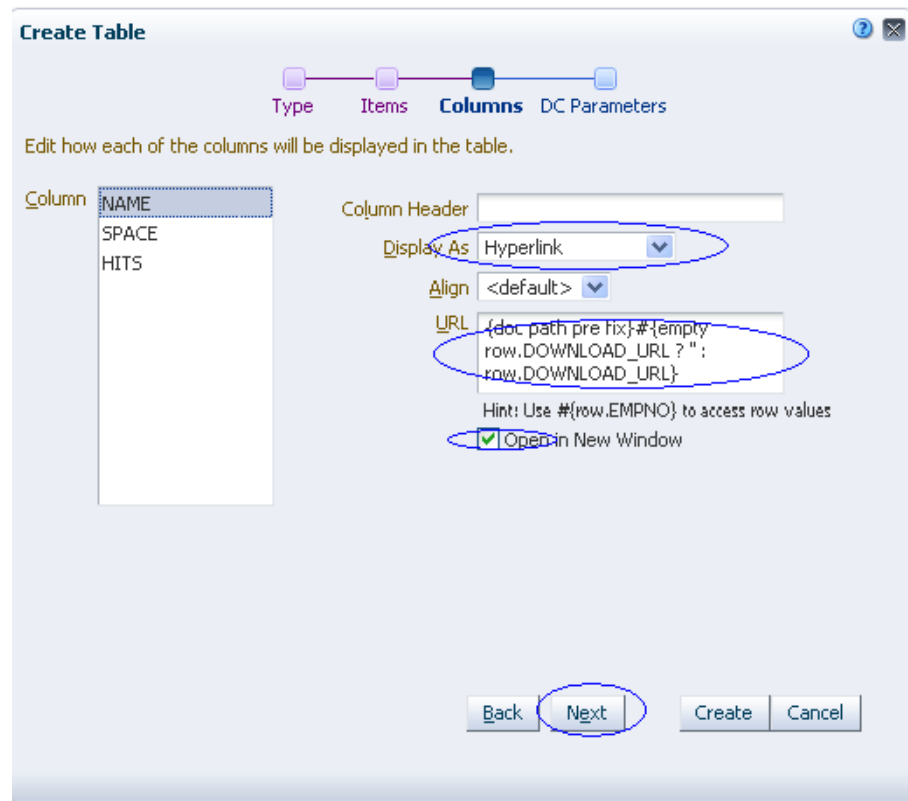 Create Table
Type Items Columns DC Parameters
Edit how each of the columns will be displayed in the table.
Column
NAME
SPACE
HITS
Column Header
Display As Hyperlink
Align <default>
URL {doc path pre fix}#{empty
row.DOWNLOAD_URL ? '' :
row.DOWNLOAD_URL}
Hint: Use #{row.EMPNO} to access row values
Open in New Window
Back Next Create Cancel